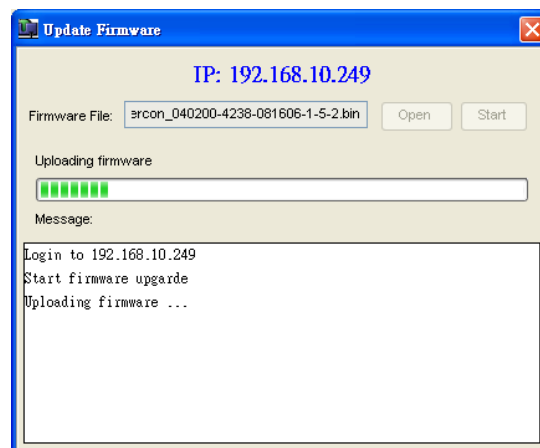 Update Firmware
IP: 192.168.10.249
Firmware File: ercon_040200-4238-081606-1-5-2.bin Open Start
Uploading firmware
Message:
Login to 192.168.10.249
Start firmware upgarde
Uploading firmware ...